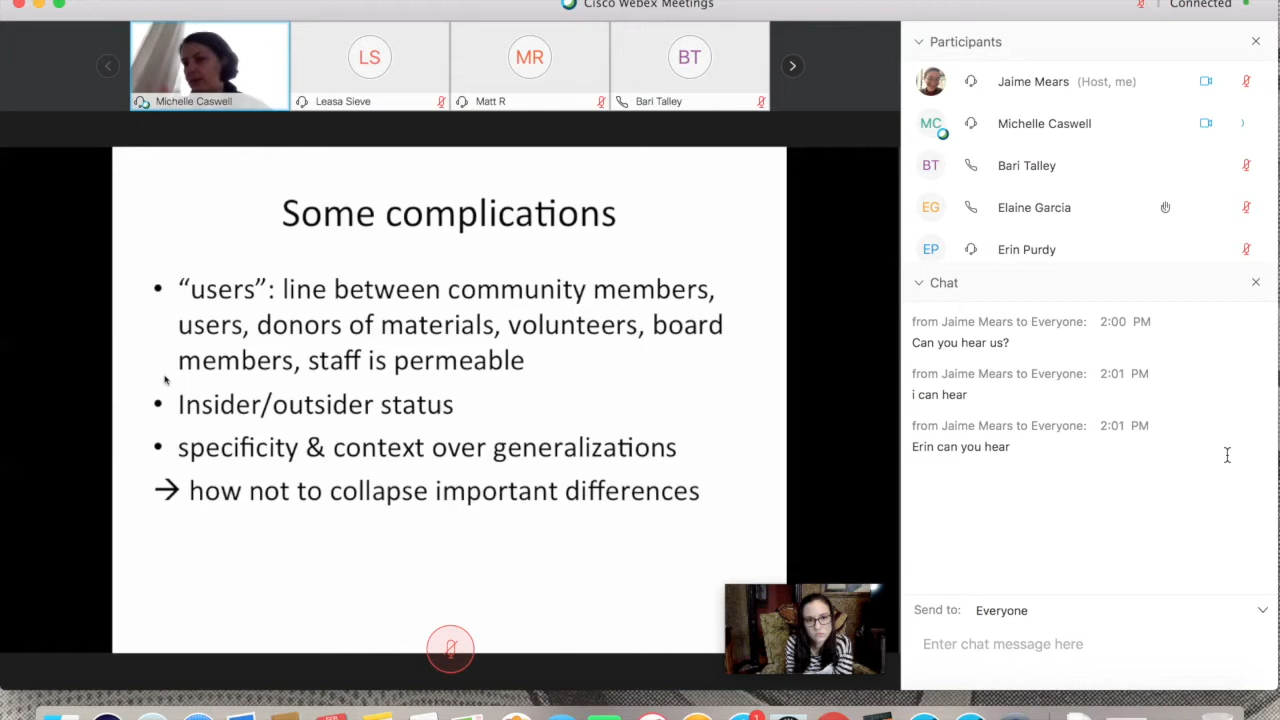 Cisco Webex Meetings
Connected
LS
MR
BT
Michelle Caswell
Leasa Sieve
Matt R
Bari Talley
Some complications
• “users”: line between community members,
users, donors of materials, volunteers, board
members, staff is permeable
• Insider/outsider status
• specificity & context over generalizations
→ how not to collapse important differences
Participants
Jaime Mears (Host, me)
MC Michelle Caswell
BT Bari Talley
EG Elaine Garcia
EP Erin Purdy
Chat
from Jaime Mears to Everyone: 2:00 PM
Can you hear us?
from Jaime Mears to Everyone: 2:01 PM
i can hear
from Jaime Mears to Everyone: 2:01 PM
Erin can you hear
Send to: Everyone
Enter chat message here
FEB
1